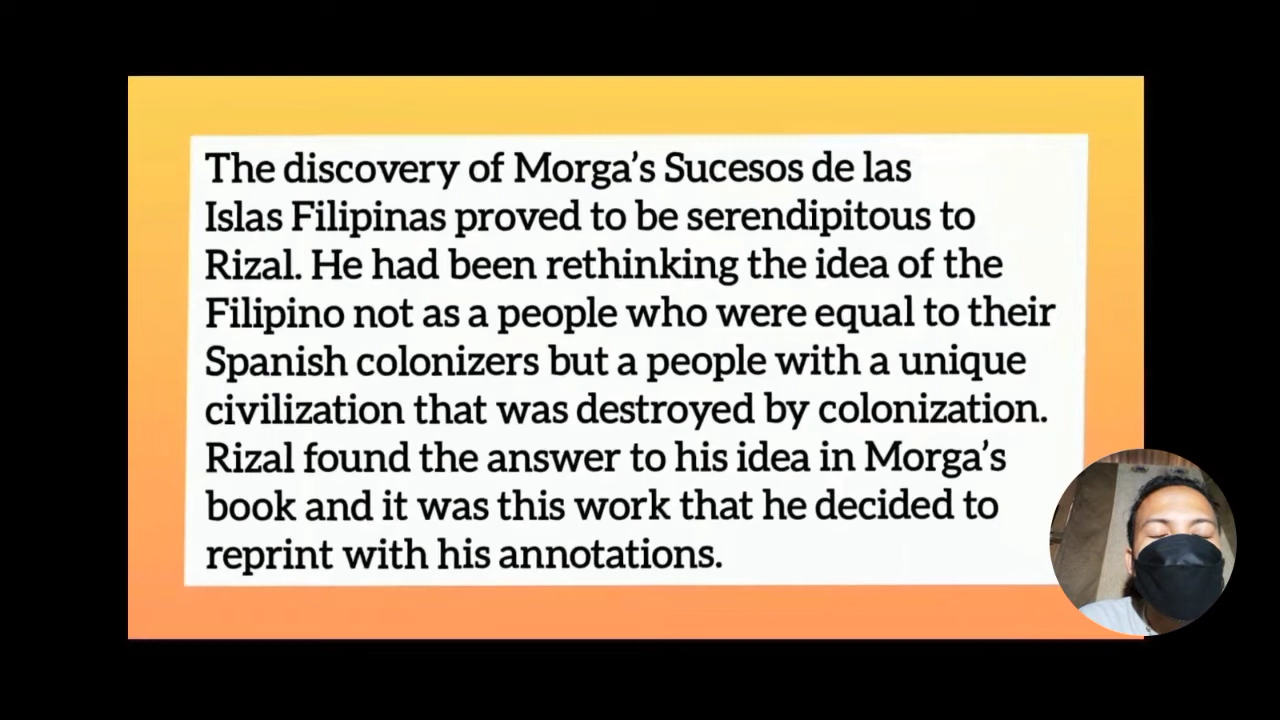 The discovery of Morga's Sucesos de las
Islas Filipinas proved to be serendipitous to
Rizal. He had been rethinking the idea of the
Filipino not as a people who were equal to their
Spanish colonizers but a people with a unique
civilization that was destroyed by colonization.
Rizal found the answer to his idea in Morga's
book and it was this work that he decided to
reprint with his annotations.